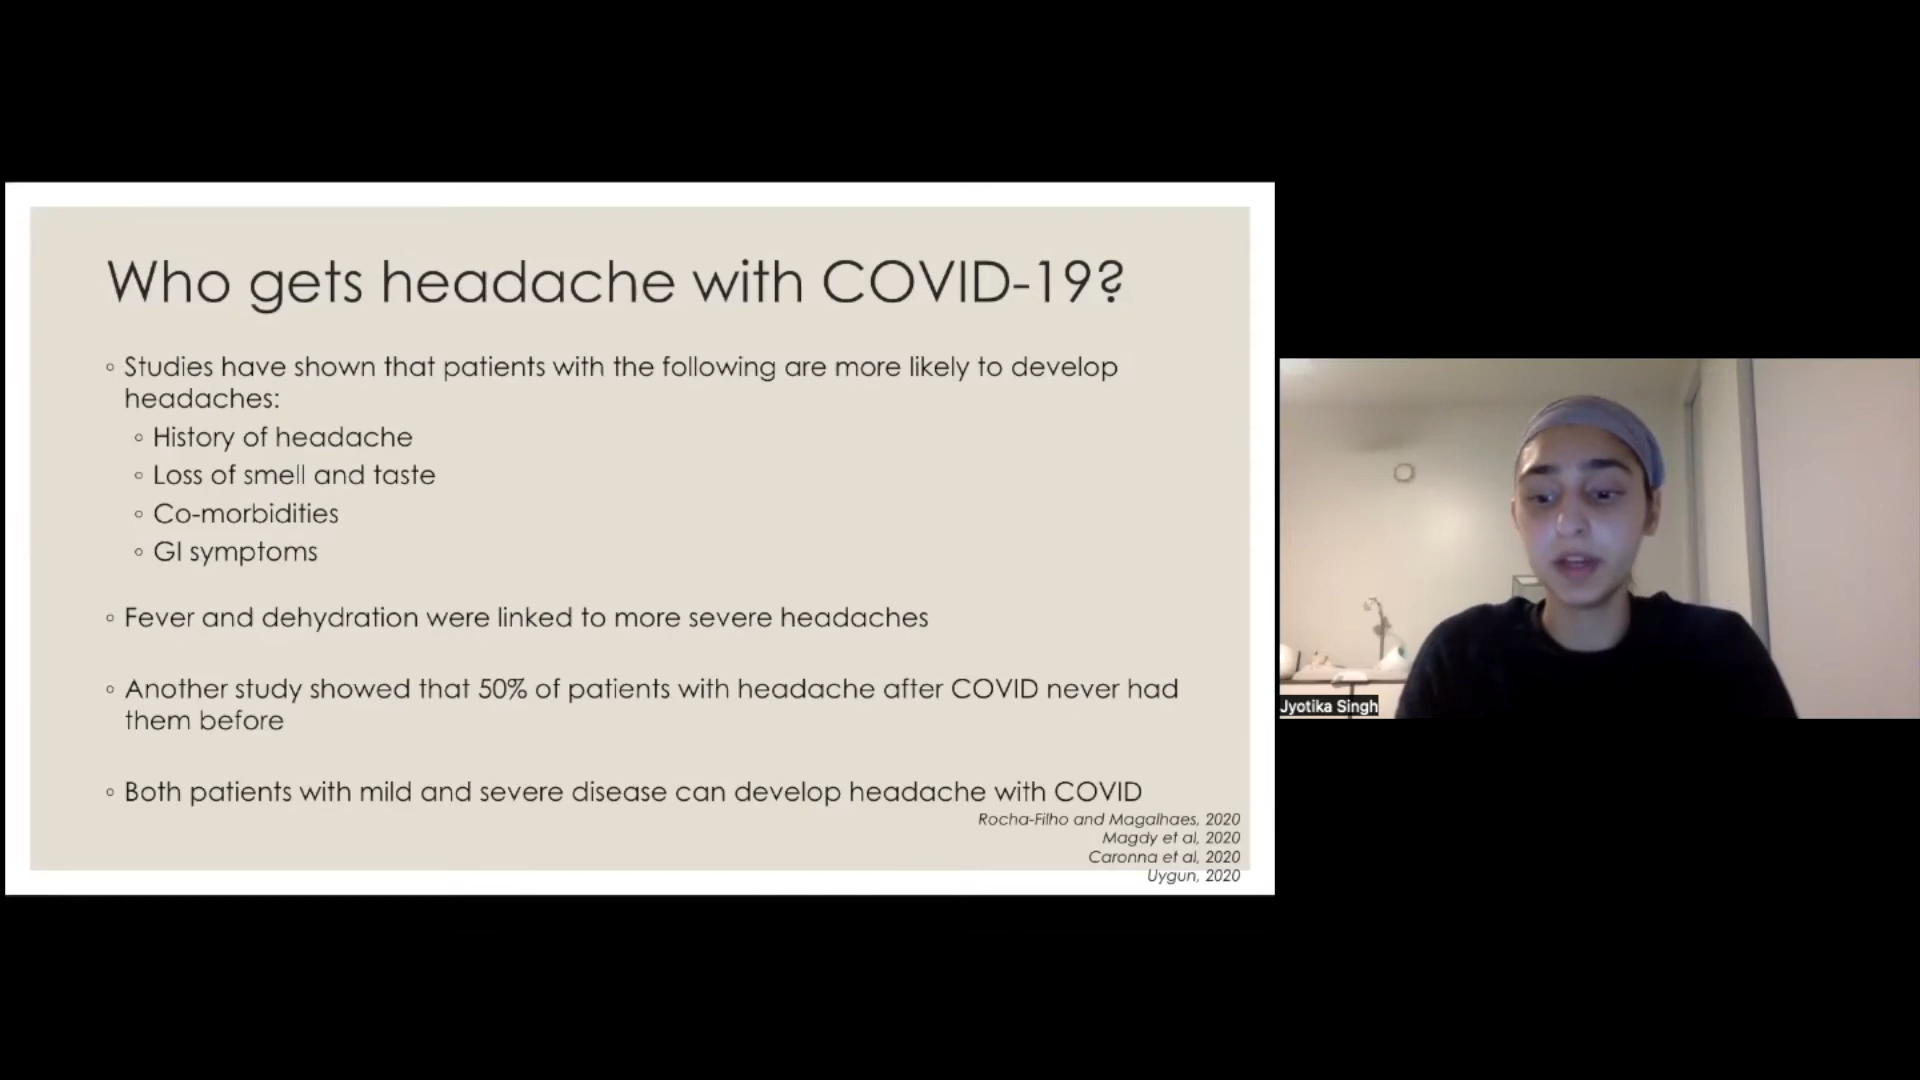 Who gets headache with COVID-19?
◦ Studies have shown that patients with the following are more likely to develop
headaches:
◦ History of headache
◦ Loss of smell and taste
◦ Co-morbidities
◦ GI symptoms
◦ Fever and dehydration were linked to more severe headaches
◦ Another study showed that 50% of patients with headache after COVID never had
them before
◦ Both patients with mild and severe disease can develop headache with COVID
Rocha-Filho and Magalhaes, 2020
Magdy et al, 2020
Caronna et al, 2020
Uygun, 2020
Jyotika Singh